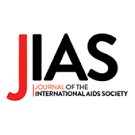 JIAS
JOURNAL OF THE
INTERNATIONAL AIDS SOCIETY